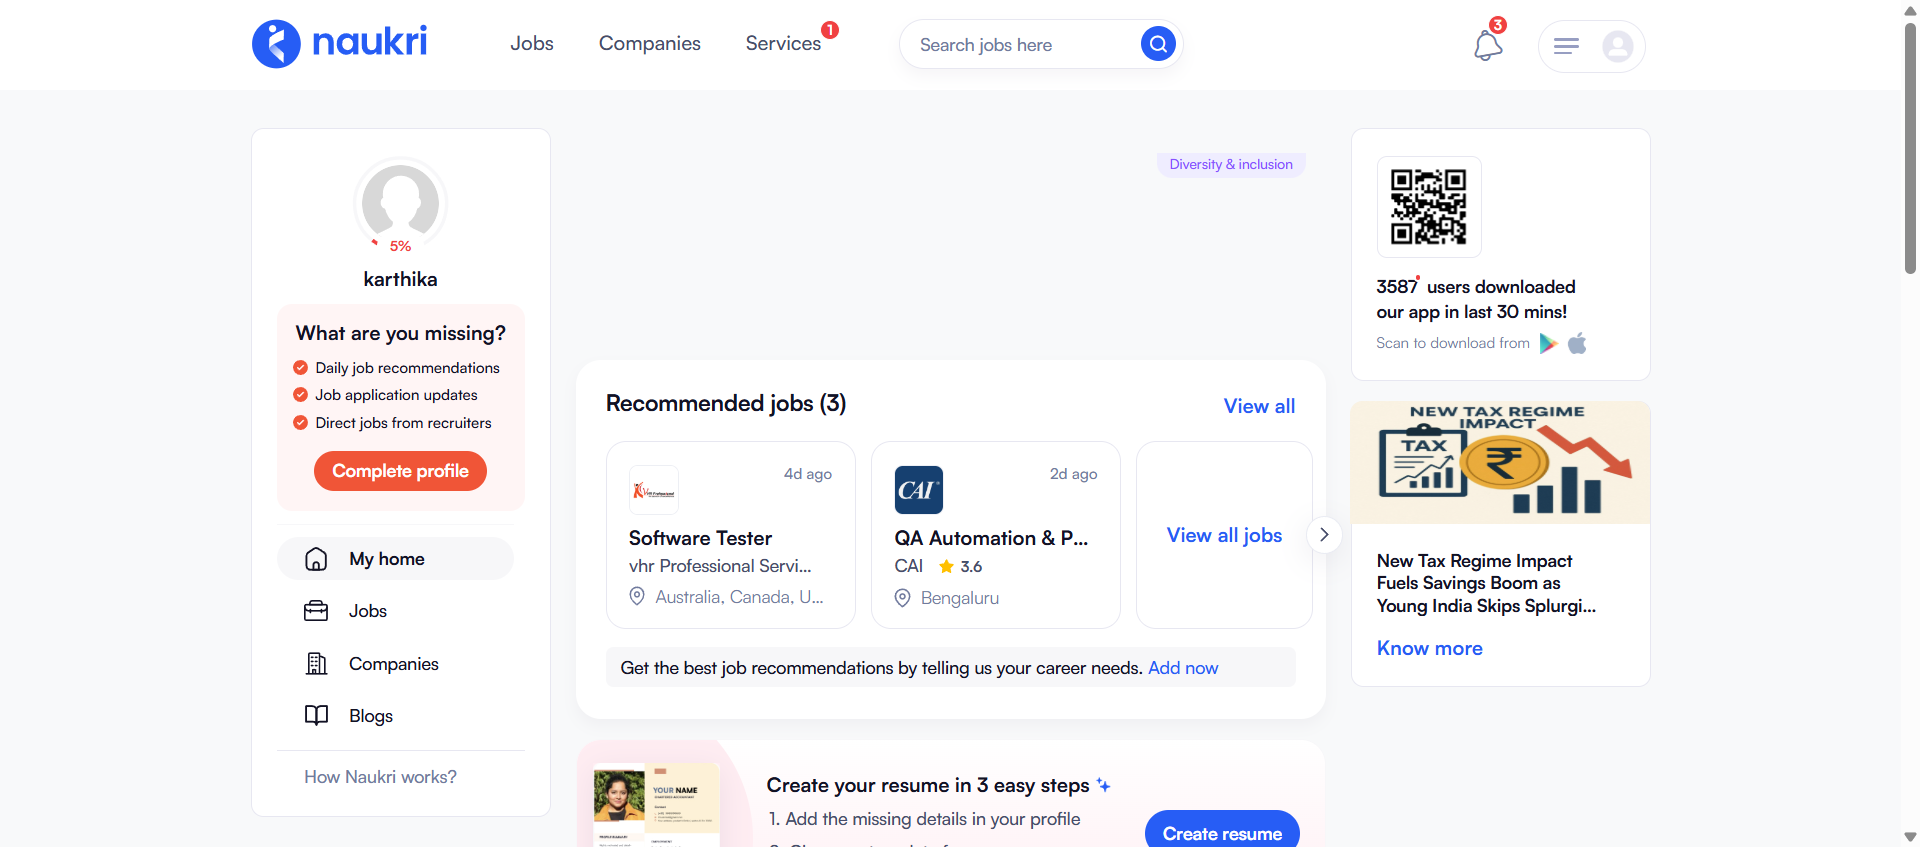 naukri
Jobs
Companies
Services
1
Search jobs here
3
5%
karthika
What are you missing?
Daily job recommendations
Job application updates
Direct jobs from recruiters
Complete profile
My home
Jobs
Companies
Blogs
How Naukri works?
Diversity & inclusion
Recommended jobs (3)
View all
4d ago
Software Tester
vhr Professional Servi...
Australia, Canada, U...
CAI
2d ago
QA Automation & P...
CAI 3.6
Bengaluru
View all jobs
Get the best job recommendations by telling us your career needs. Add now
Create your resume in 3 easy steps
1. Add the missing details in your profile
Create resume
YOUR NAME
3587 users downloaded
our app in last 30 mins!
Scan to download from
NEW TAX REGIME
IMPACT
TAX
₹
New Tax Regime Impact
Fuels Savings Boom as
Young India Skips Splurgi...
Know more